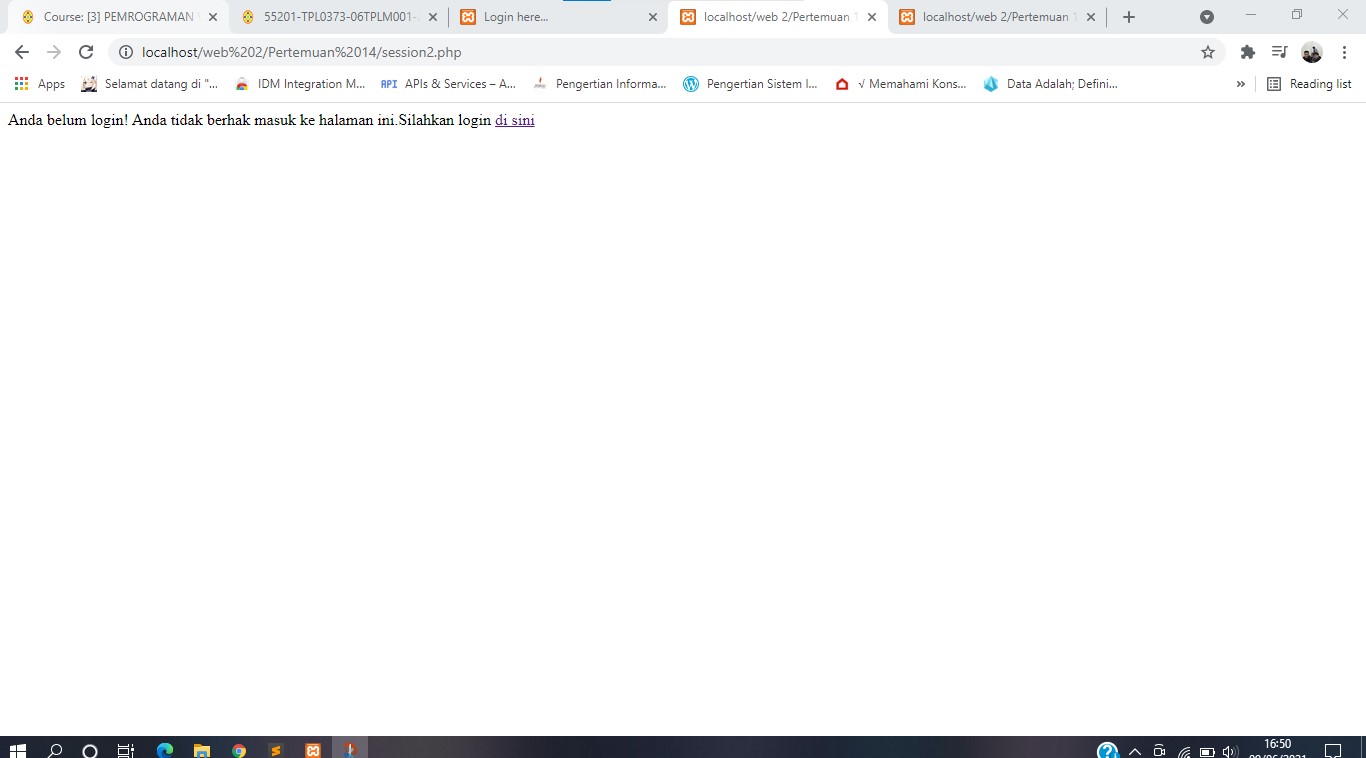 Course: [3] PEMROGRAMAN
55201-TPL0373-06TPLM001-
Login here...
localhost/web 2/Pertemuan 1
localhost/web 2/Pertemuan 1
localhost/web%202/Pertemuan%2014/session2.php
Apps
Selamat datang di "...
IDM Integration M...
API APIs & Services – A...
Pengertian Informa...
Pengertian Sistem I...
√ Memahami Kons...
Data Adalah; Defini...
»
Reading list
Anda belum login! Anda tidak berhak masuk ke halaman ini.Silahkan login di sini
16:50